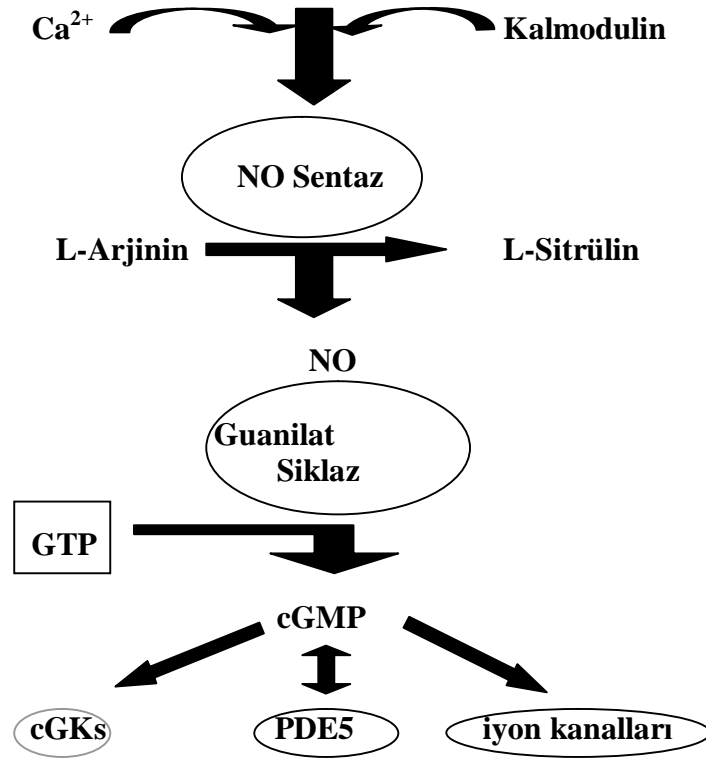 Ca²⁺ Kalmodulin
NO Sentaz
L-Arjinin L-Sitrülin
NO
Guanilat
Siklaz
GTP
cGMP
cGKs PDE5 iyon kanalları